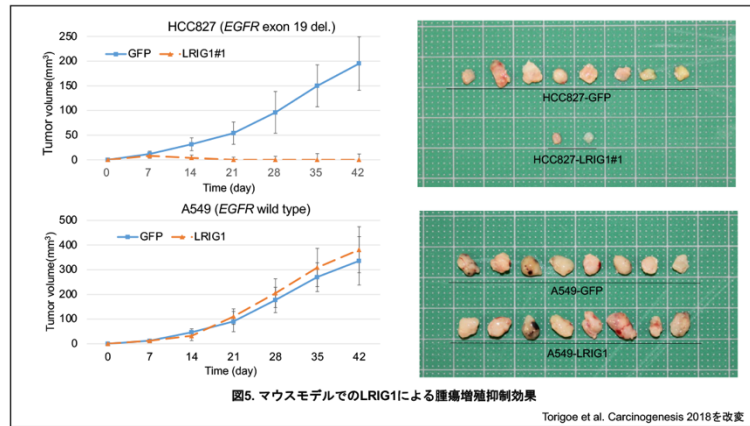 HCC827 (EGFR exon 19 del.)
GFP -LRIG1#1
Tumor volume(mm³)
250
200
150
100
50
0
0 7 14 21 28 35 42
Time (day)
HCC827-GFP
HCC827-LRIG1#1
A549 (EGFR wild type)
GFP -LRIG1
Tumor volume(mm³)
500
400
300
200
100
0
0 7 14 21 28 35 42
Time (day)
A549-GFP
A549-LRIG1
図5. マウスモデルでのLRIG1による腫瘍増殖抑制効果
Torigoe et al. Carcinogenesis 2018を改変